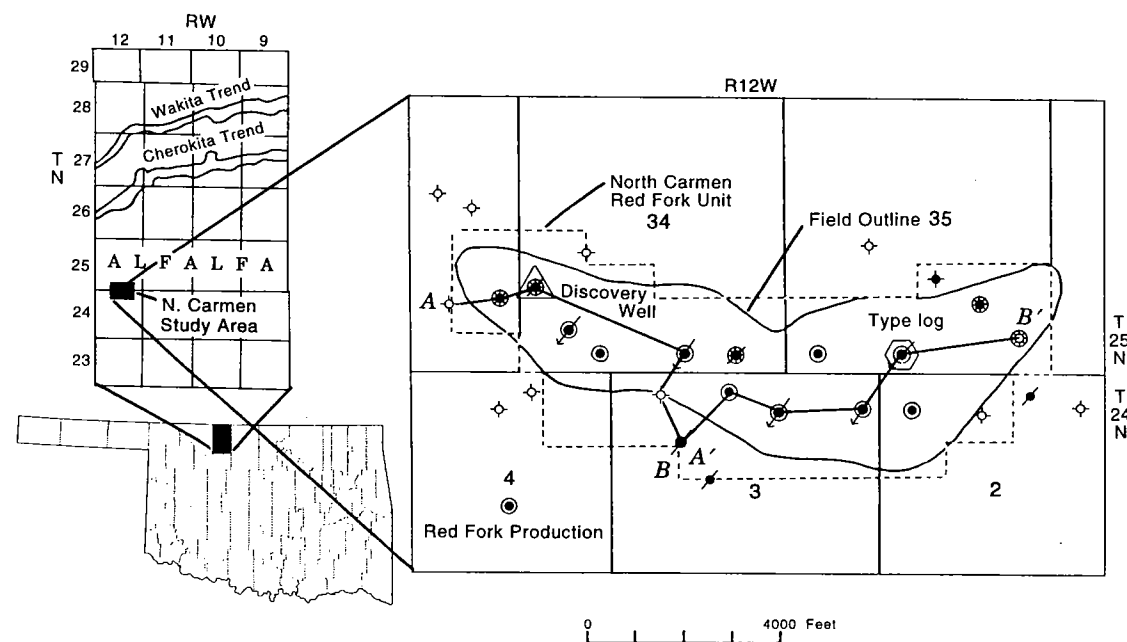 RW
12 11 10 9
29
28
27
26
25
24
23
T
N
Wakita Trend
Cherokita Trend
A L F A L F A
N. Carmen
Study Area
R12W
North Carmen
Red Fork Unit
34
Field Outline 35
A
Discovery
Well
Type log
B'
T
25
N
T
24
N
B
A'
4
3
2
Red Fork Production
0 4000 Feet